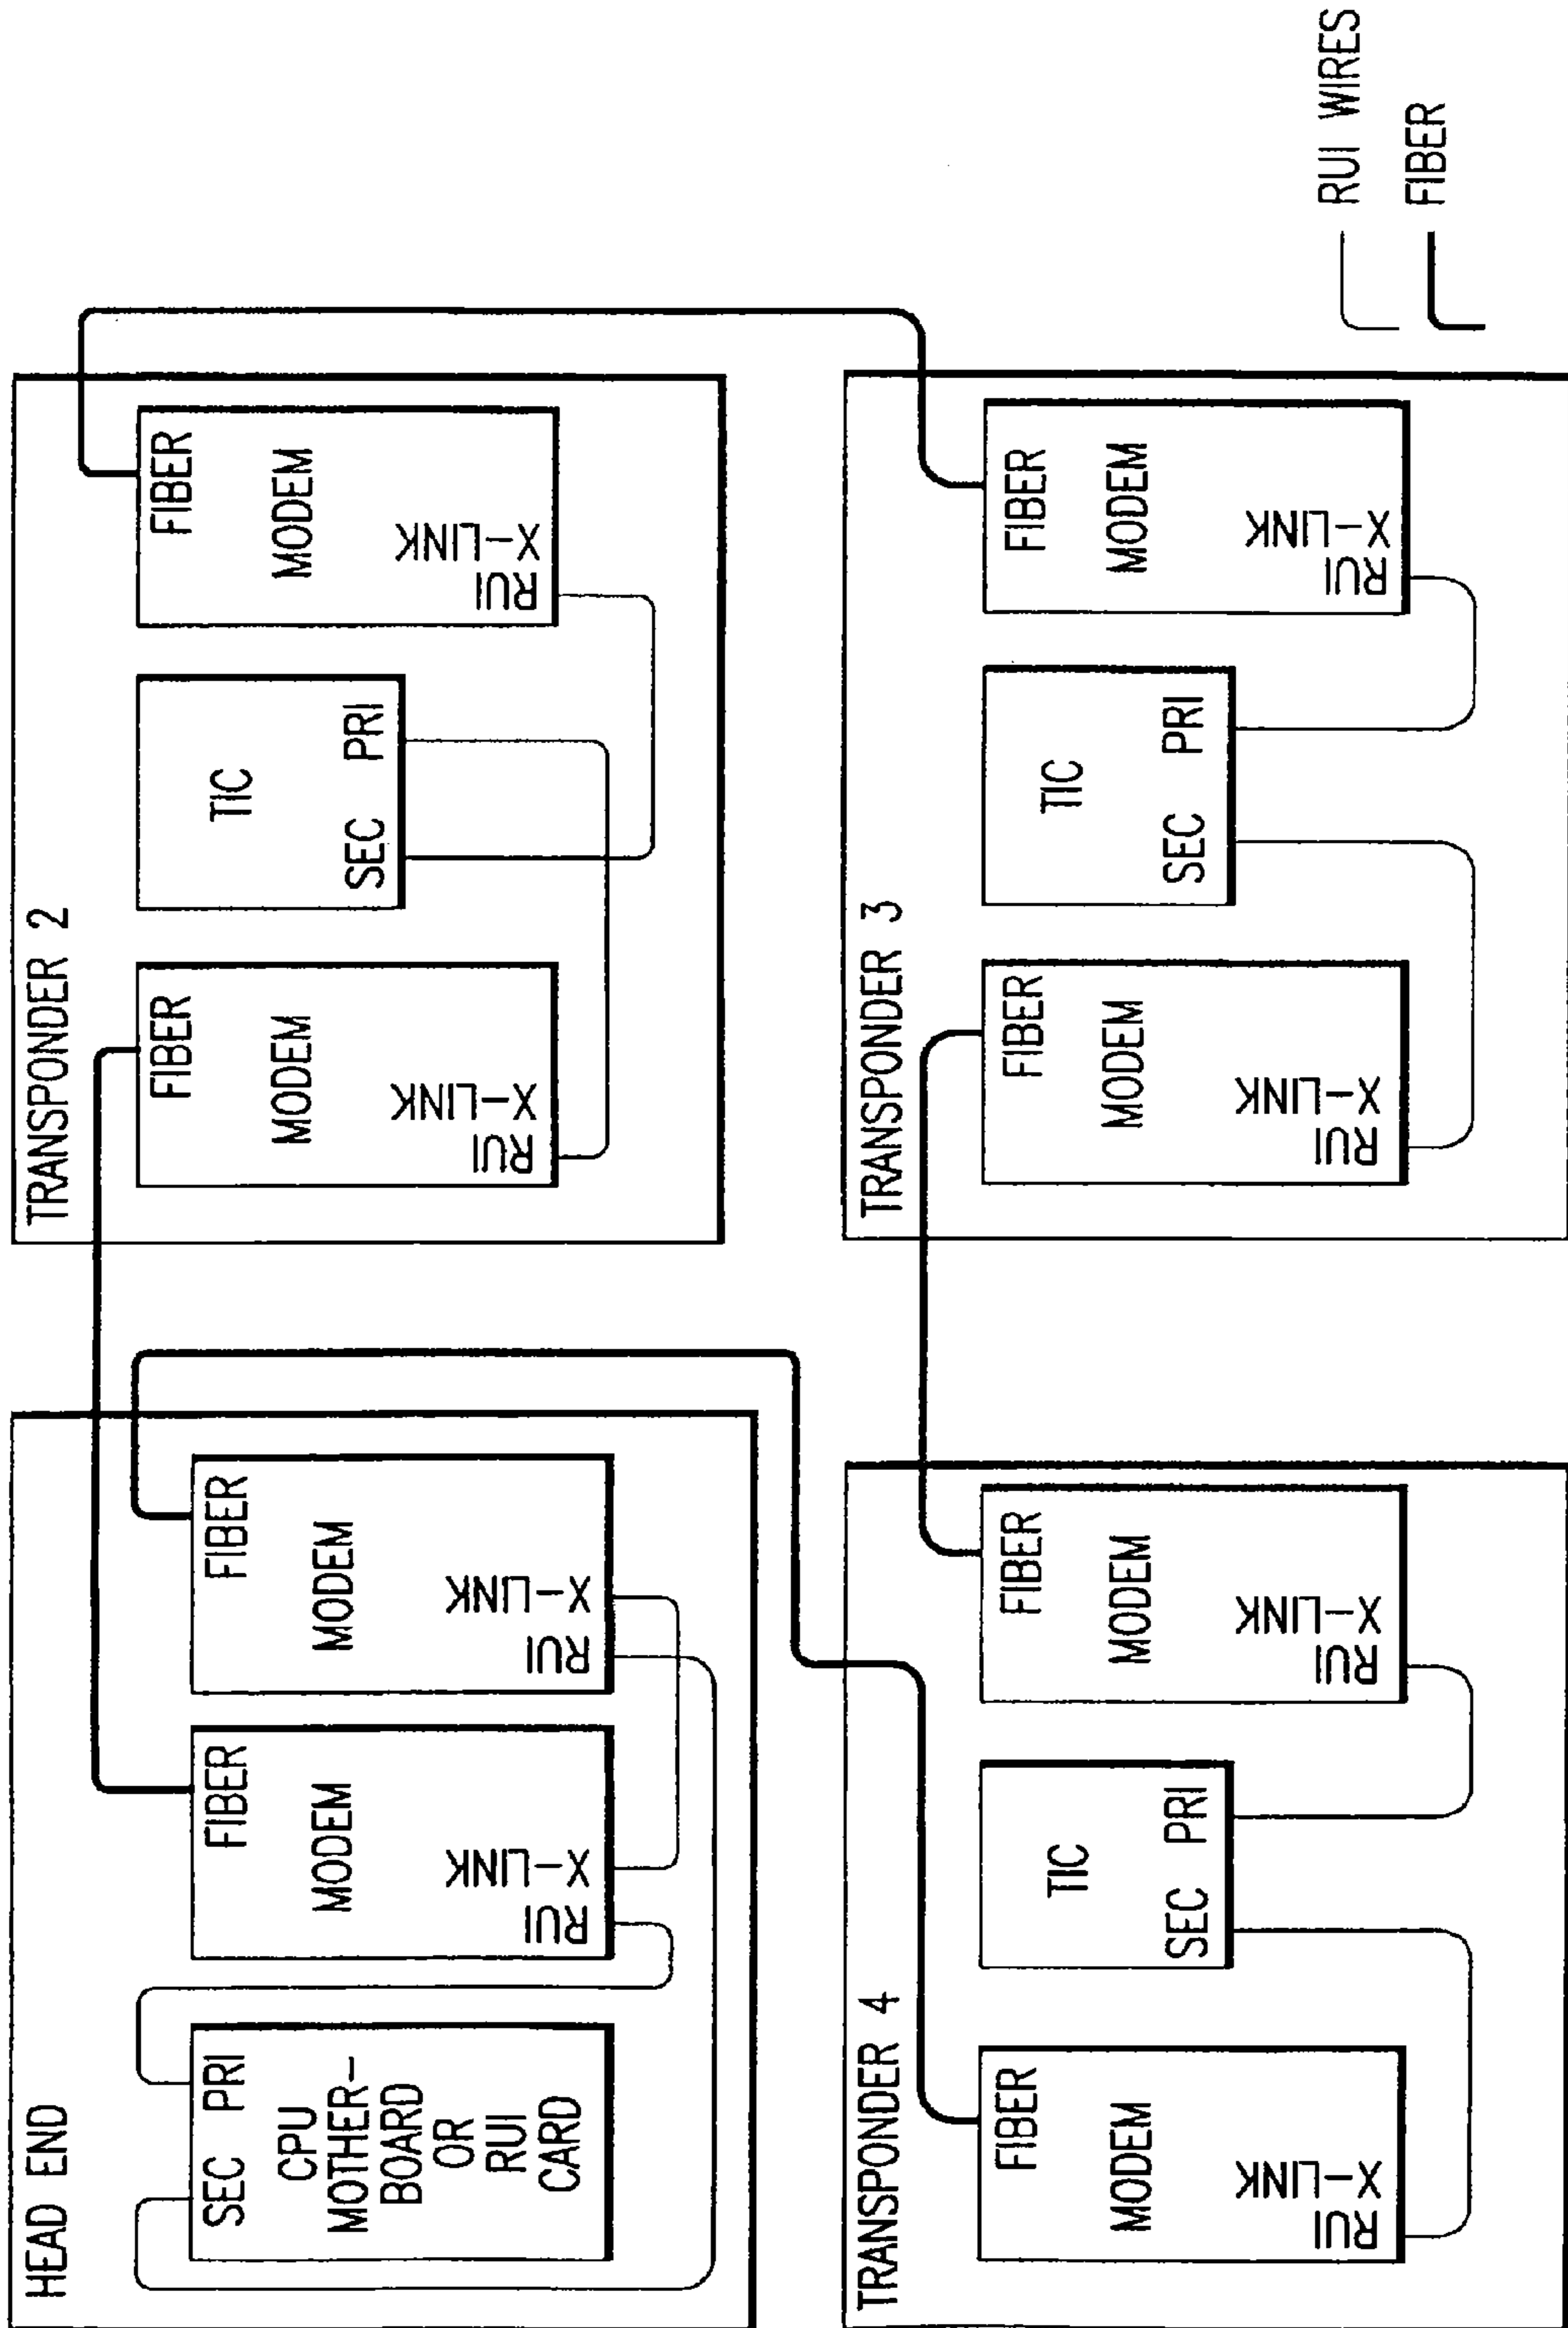 HEAD END
SEC PRI
CPU
MOTHER-
BOARD
OR
RUI
CARD
FIBER
MODEM
RUI
X-LINK
FIBER
MODEM
RUI
X-LINK
TRANSPONDER 2
FIBER
MODEM
RUI
X-LINK
TIC
SEC PRI
FIBER
MODEM
RUI
X-LINK
TRANSPONDER 4
FIBER
MODEM
RUI
X-LINK
TIC
SEC PRI
FIBER
MODEM
RUI
X-LINK
TRANSPONDER 3
FIBER
MODEM
RUI
X-LINK
TIC
SEC PRI
FIBER
MODEM
RUI
X-LINK
RUI WIRES
FIBER